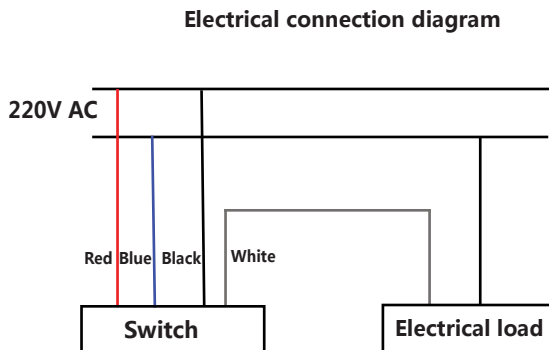 Electrical connection diagram
220V AC
Red Blue Black White
Switch
Electrical load